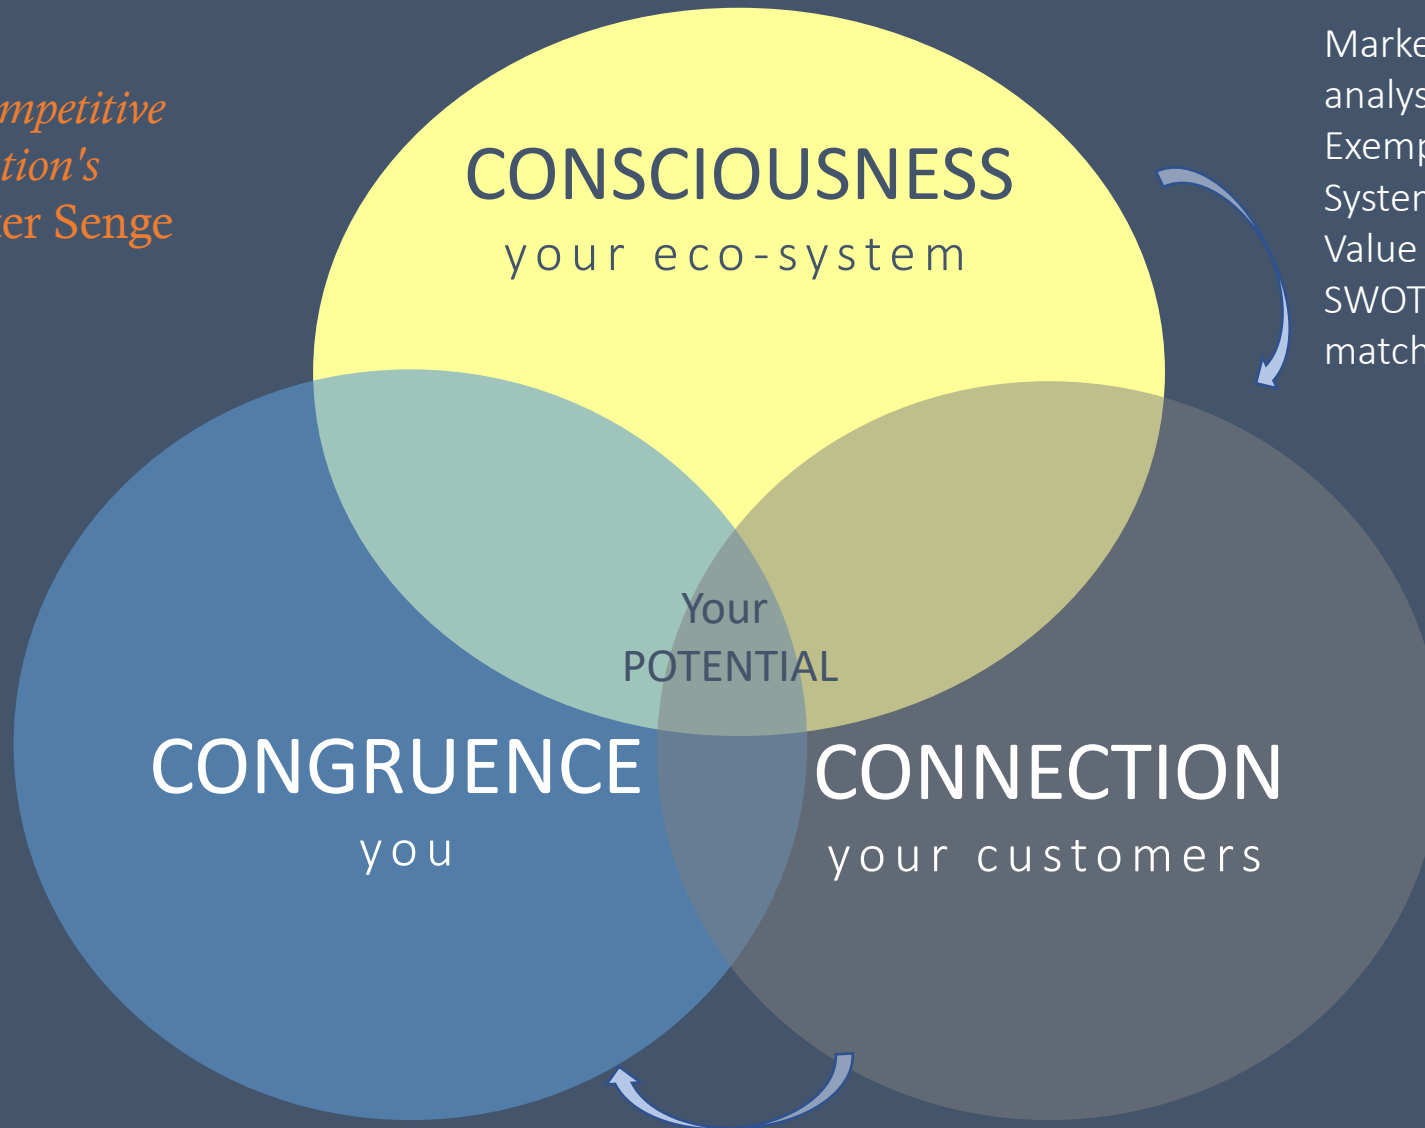 mpetitive
tion's
er Senge
CONSCIOUSNESS
your eco-system
Marke
analys
Exemp
System
Value
SWOT
match
Your
POTENTIAL
CONGRUENCE
you
CONNECTION
your customers